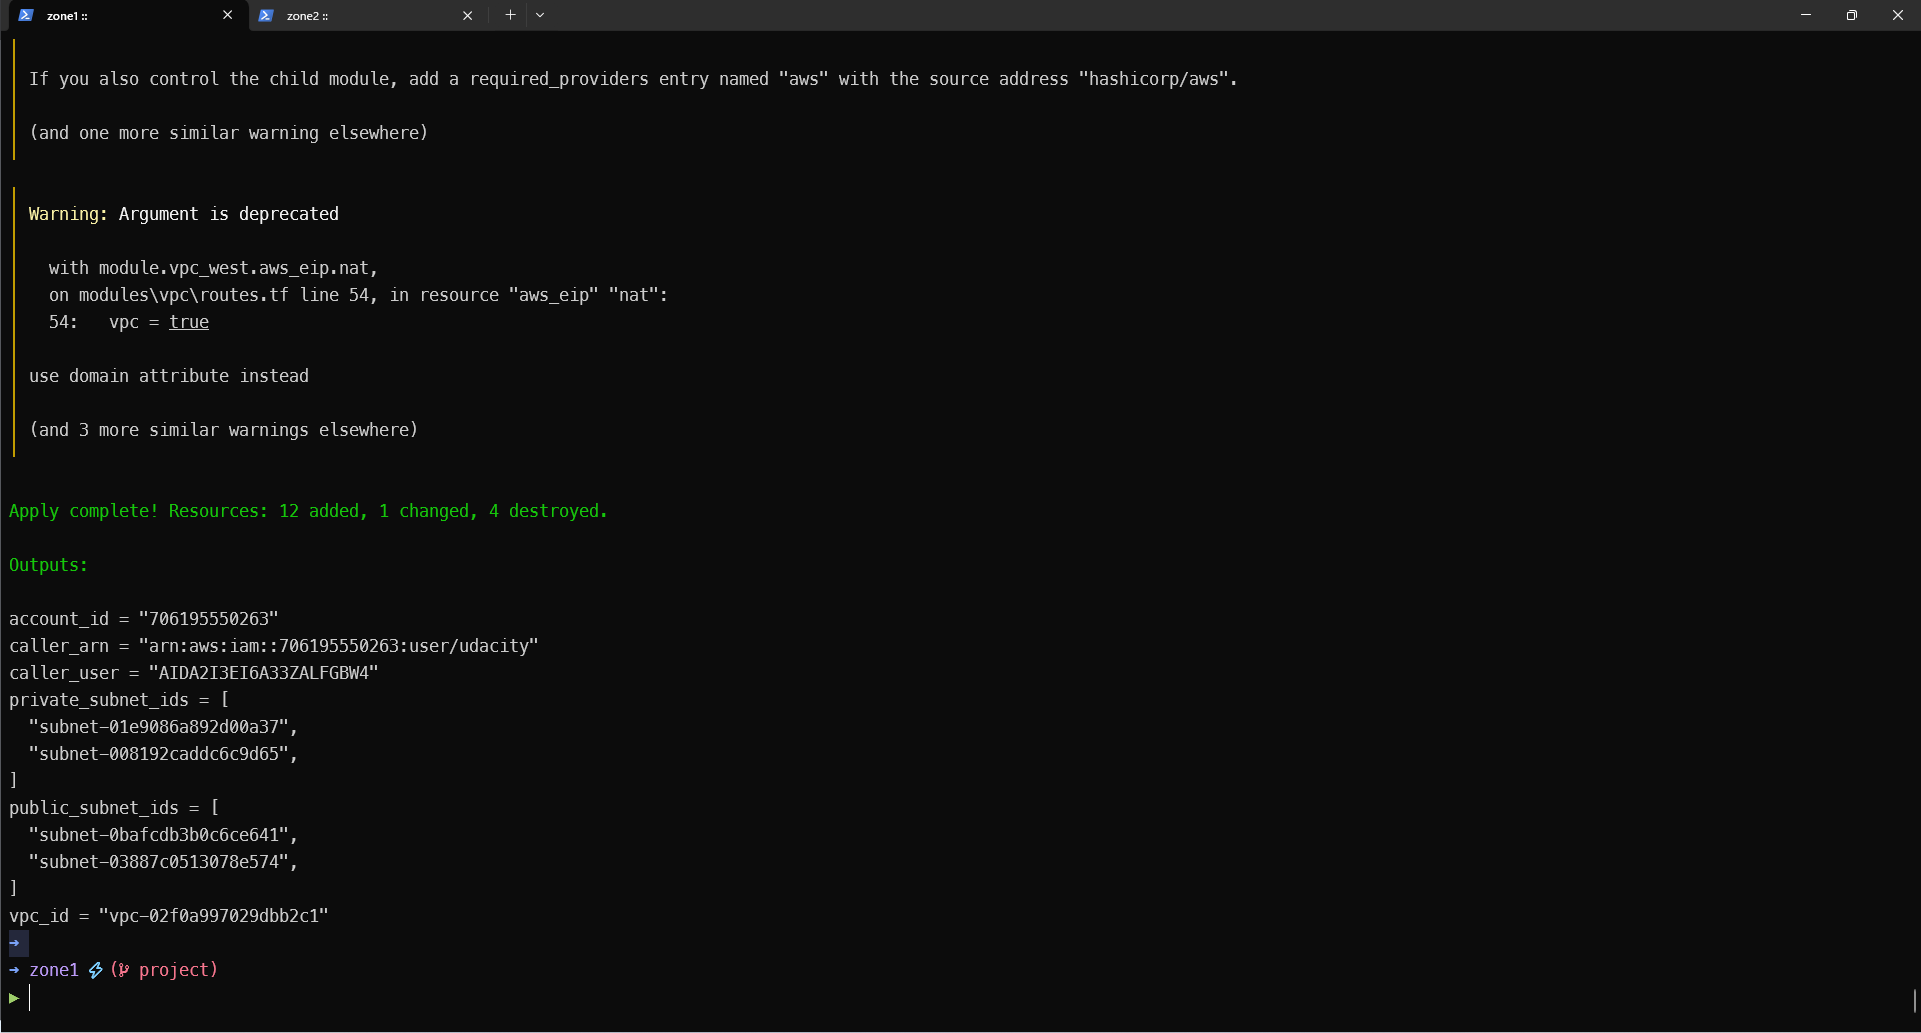 zone1 ::
zone2 ::
If you also control the child module, add a required_providers entry named "aws" with the source address "hashicorp/aws".
(and one more similar warning elsewhere)
Warning: Argument is deprecated
with module.vpc_west.aws_eip.nat,
on modules\vpc\routes.tf line 54, in resource "aws_eip" "nat":
54:   vpc = true
use domain attribute instead
(and 3 more similar warnings elsewhere)
Apply complete! Resources: 12 added, 1 changed, 4 destroyed.
Outputs:
account_id = "706195550263"
caller_arn = "arn:aws:iam::706195550263:user/udacity"
caller_user = "AIDA2I3EI6A33ZALFGBW4"
private_subnet_ids = [
"subnet-01e9086a892d00a37",
"subnet-008192caddc6c9d65",
]
public_subnet_ids = [
"subnet-0bafcdb3b0c6ce641",
"subnet-03887c0513078e574",
]
vpc_id = "vpc-02f0a997029dbb2c1"
➜
➜ zone1 ⚡( project)
▶